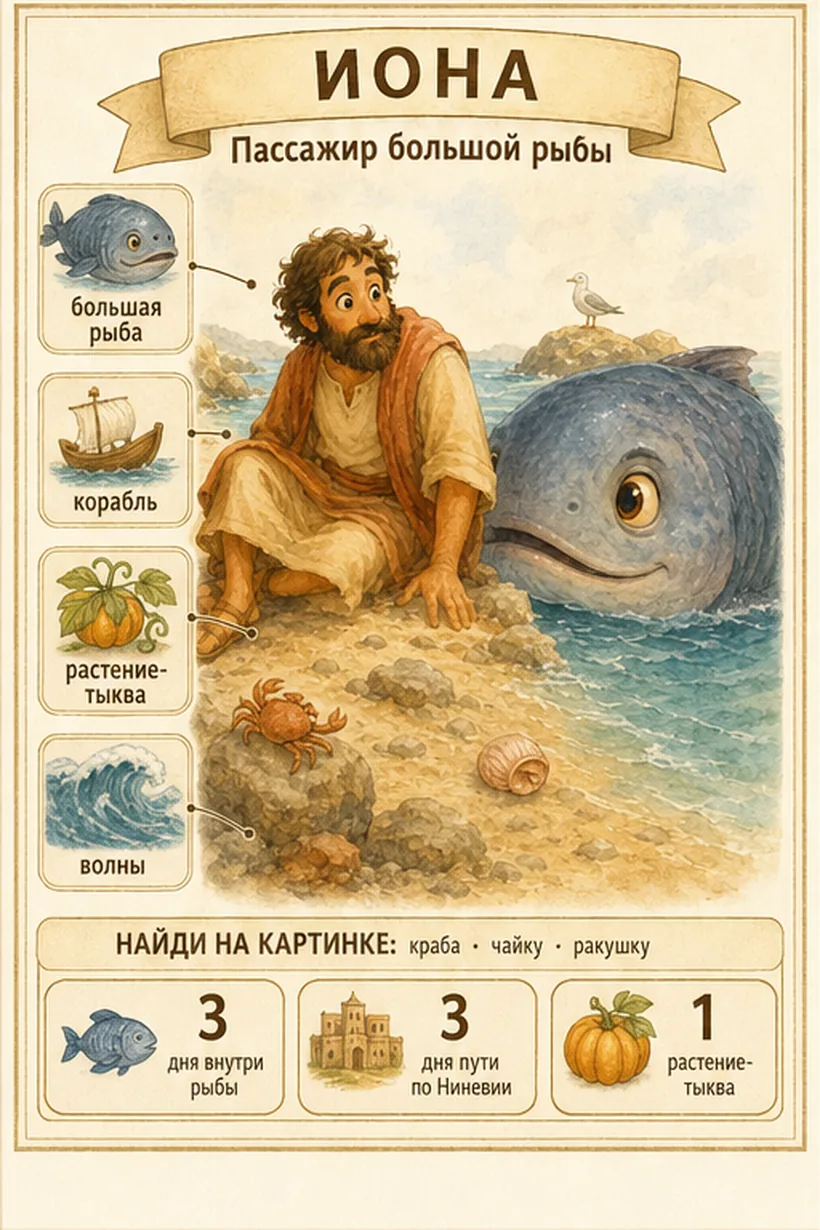 ИОНА
Пассажир большой рыбы
большая
рыба
корабль
растение-
тыква
волны
НАЙДИ НА КАРТИНКЕ: краба • чайку • ракушку
3
дня внутри
рыбы
3
дня пути
по Ниневии
1
растение-
тыква